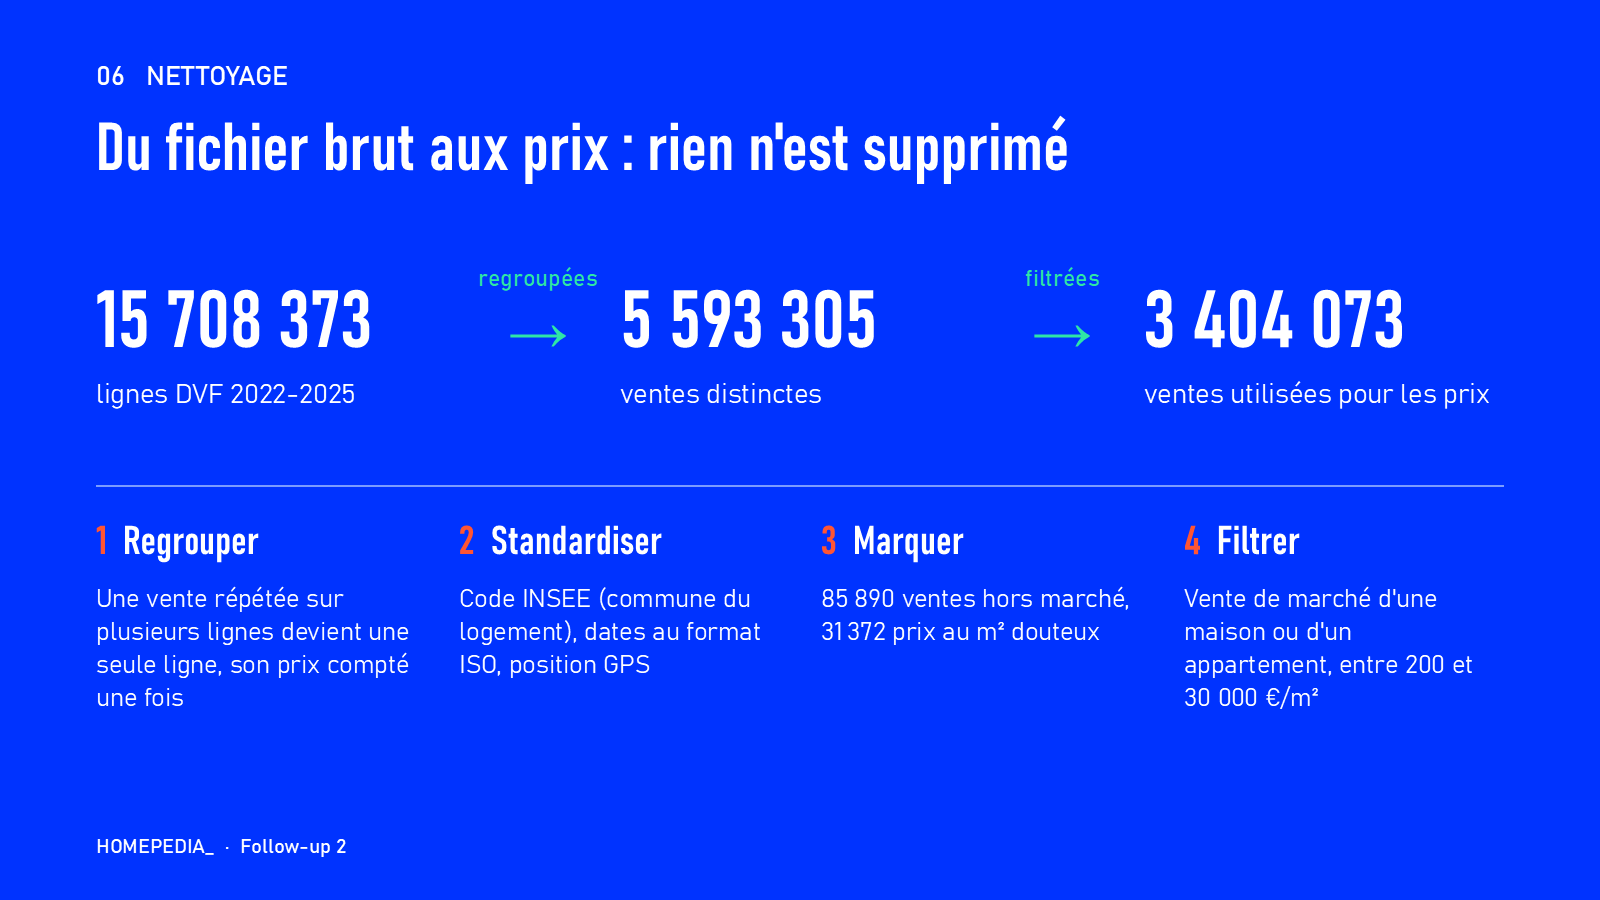 06 NETTOYAGE
Du fichier brut aux prix : rien n'est supprimé
regroupées
filtrées
15 708 373 → 5 593 305 → 3 404 073
lignes DVF 2022-2025
ventes distinctes
ventes utilisées pour les prix
1 Regrouper
Une vente répétée sur
plusieurs lignes devient une
seule ligne, son prix compté
une fois
2 Standardiser
Code INSEE (commune du
logement), dates au format
ISO, position GPS
3 Marquer
85 890 ventes hors marché,
31 372 prix au m² douteux
4 Filtrer
Vente de marché d'une
maison ou d'un
appartement, entre 200 et
30 000 €/m²
HOMEPEDIA_ · Follow-up 2